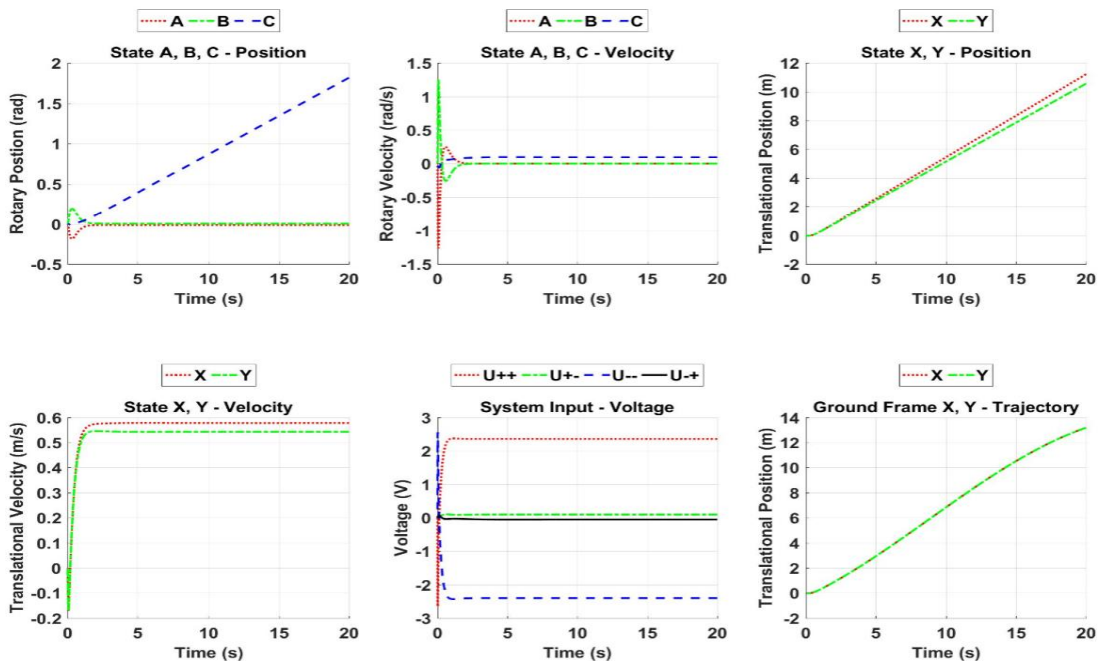 A B C
State A, B, C - Position
Rotary Postion (rad)
2
1.5
1
0.5
0
-0.5
0 5 10 15 20
Time (s)
A B C
State A, B, C - Velocity
Rotary Velocity (rad/s)
1.5
1
0.5
0
-0.5
-1
-1.5
0 5 10 15 20
Time (s)
X Y
State X, Y - Position
Translational Position (m)
12
10
8
6
4
2
0
-2
0 5 10 15 20
Time (s)
X Y
State X, Y - Velocity
Translational Velocity (m/s)
0.6
0.5
0.4
0.3
0.2
0.1
0
-0.1
-0.2
0 5 10 15 20
Time (s)
U++ U+- U-- U-+
System Input - Voltage
Voltage (V)
3
2
1
0
-1
-2
-3
0 5 10 15 20
Time (s)
X Y
Ground Frame X, Y - Trajectory
Translational Position (m)
14
12
10
8
6
4
2
0
-2
0 5 10 15 20
Time (s)